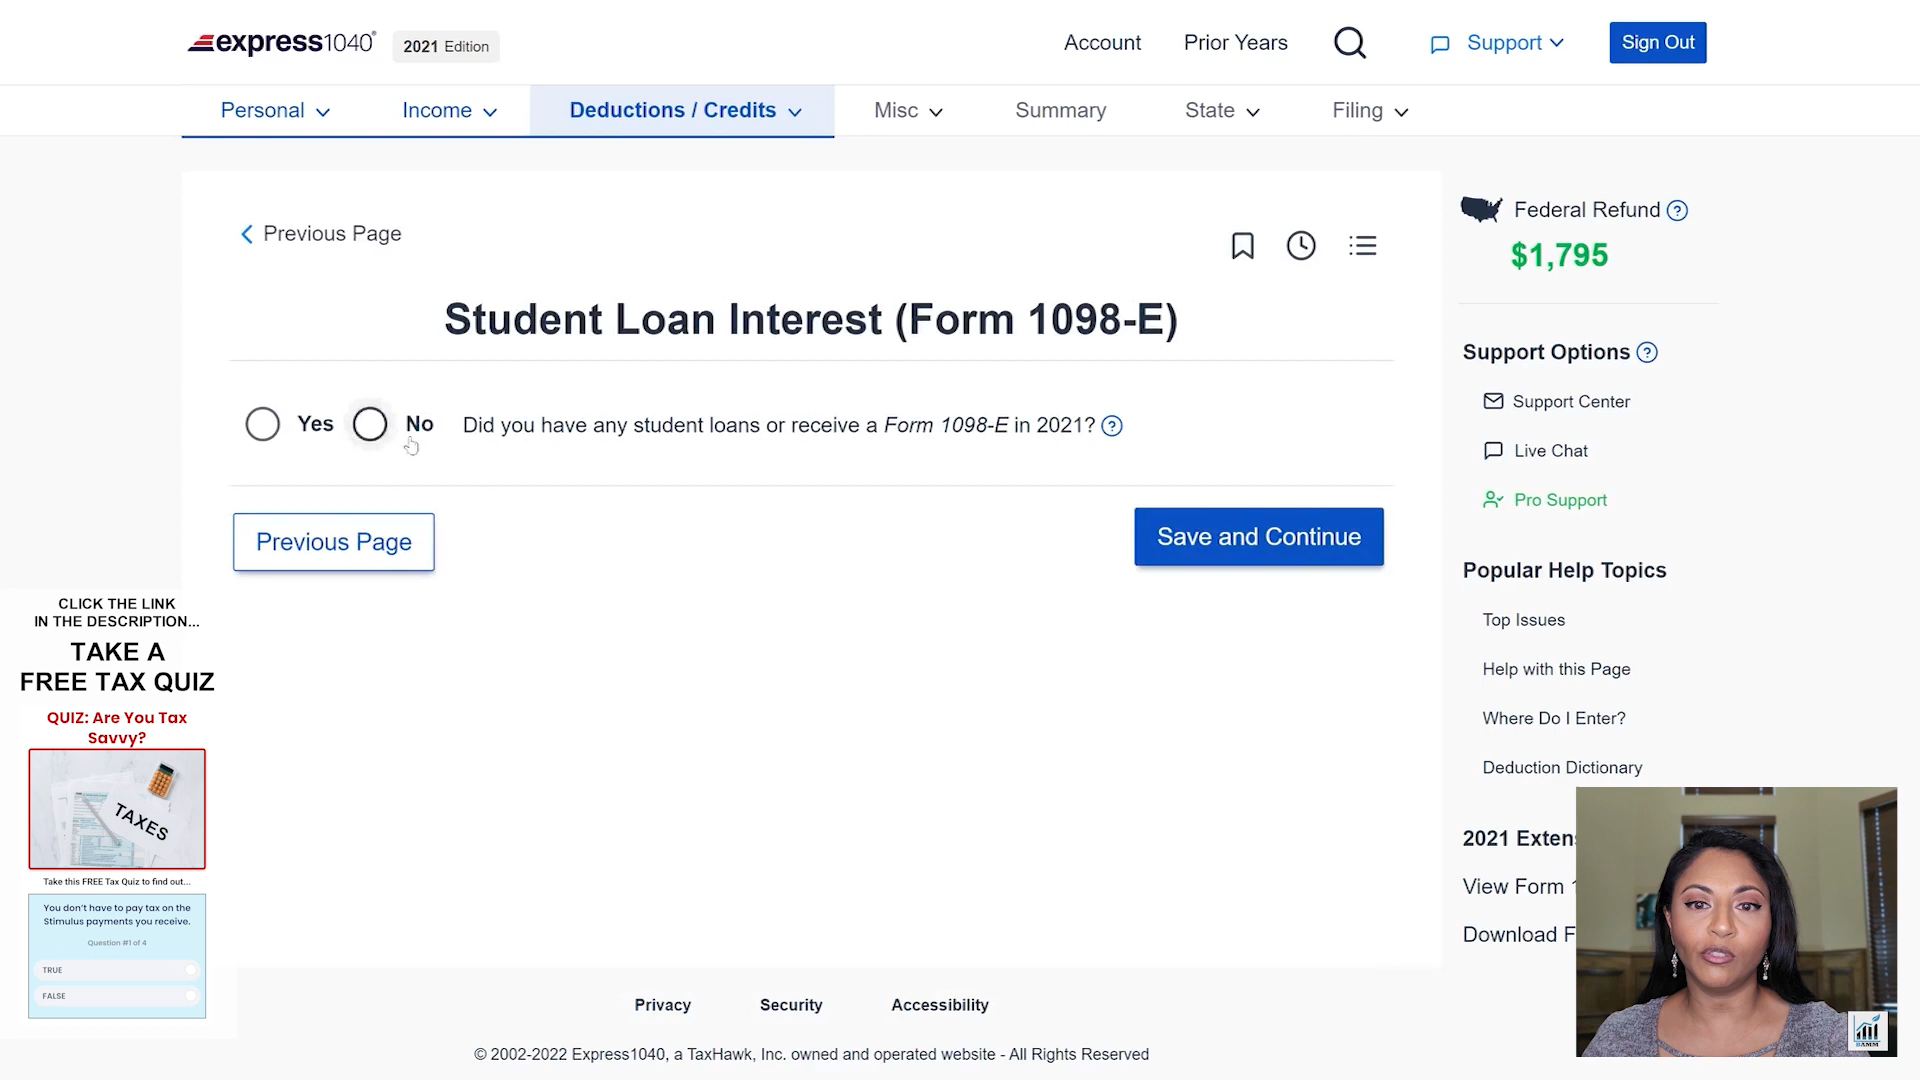 express1040®
2021 Edition
Account
Prior Years
Support
Sign Out
Personal
Income
Deductions / Credits
Misc
Summary
State
Filing
Previous Page
Student Loan Interest (Form 1098-E)
Yes
No
Did you have any student loans or receive a Form 1098-E in 2021?
Previous Page
Save and Continue
Federal Refund
$1,795
Support Options
Support Center
Live Chat
Pro Support
Popular Help Topics
Top Issues
Help with this Page
Where Do I Enter?
Deduction Dictionary
2021 Exten
View Form
Download F
CLICK THE LINK
IN THE DESCRIPTION...
TAKE A
FREE TAX QUIZ
QUIZ: Are You Tax
Savvy?
TAXES
Take this FREE Tax Quiz to find out...
You don't have to pay tax on the
Stimulus payments you receive.
Question #1 of 4
TRUE
FALSE
Privacy
Security
Accessibility
© 2002-2022 Express1040, a TaxHawk, Inc. owned and operated website - All Rights Reserved